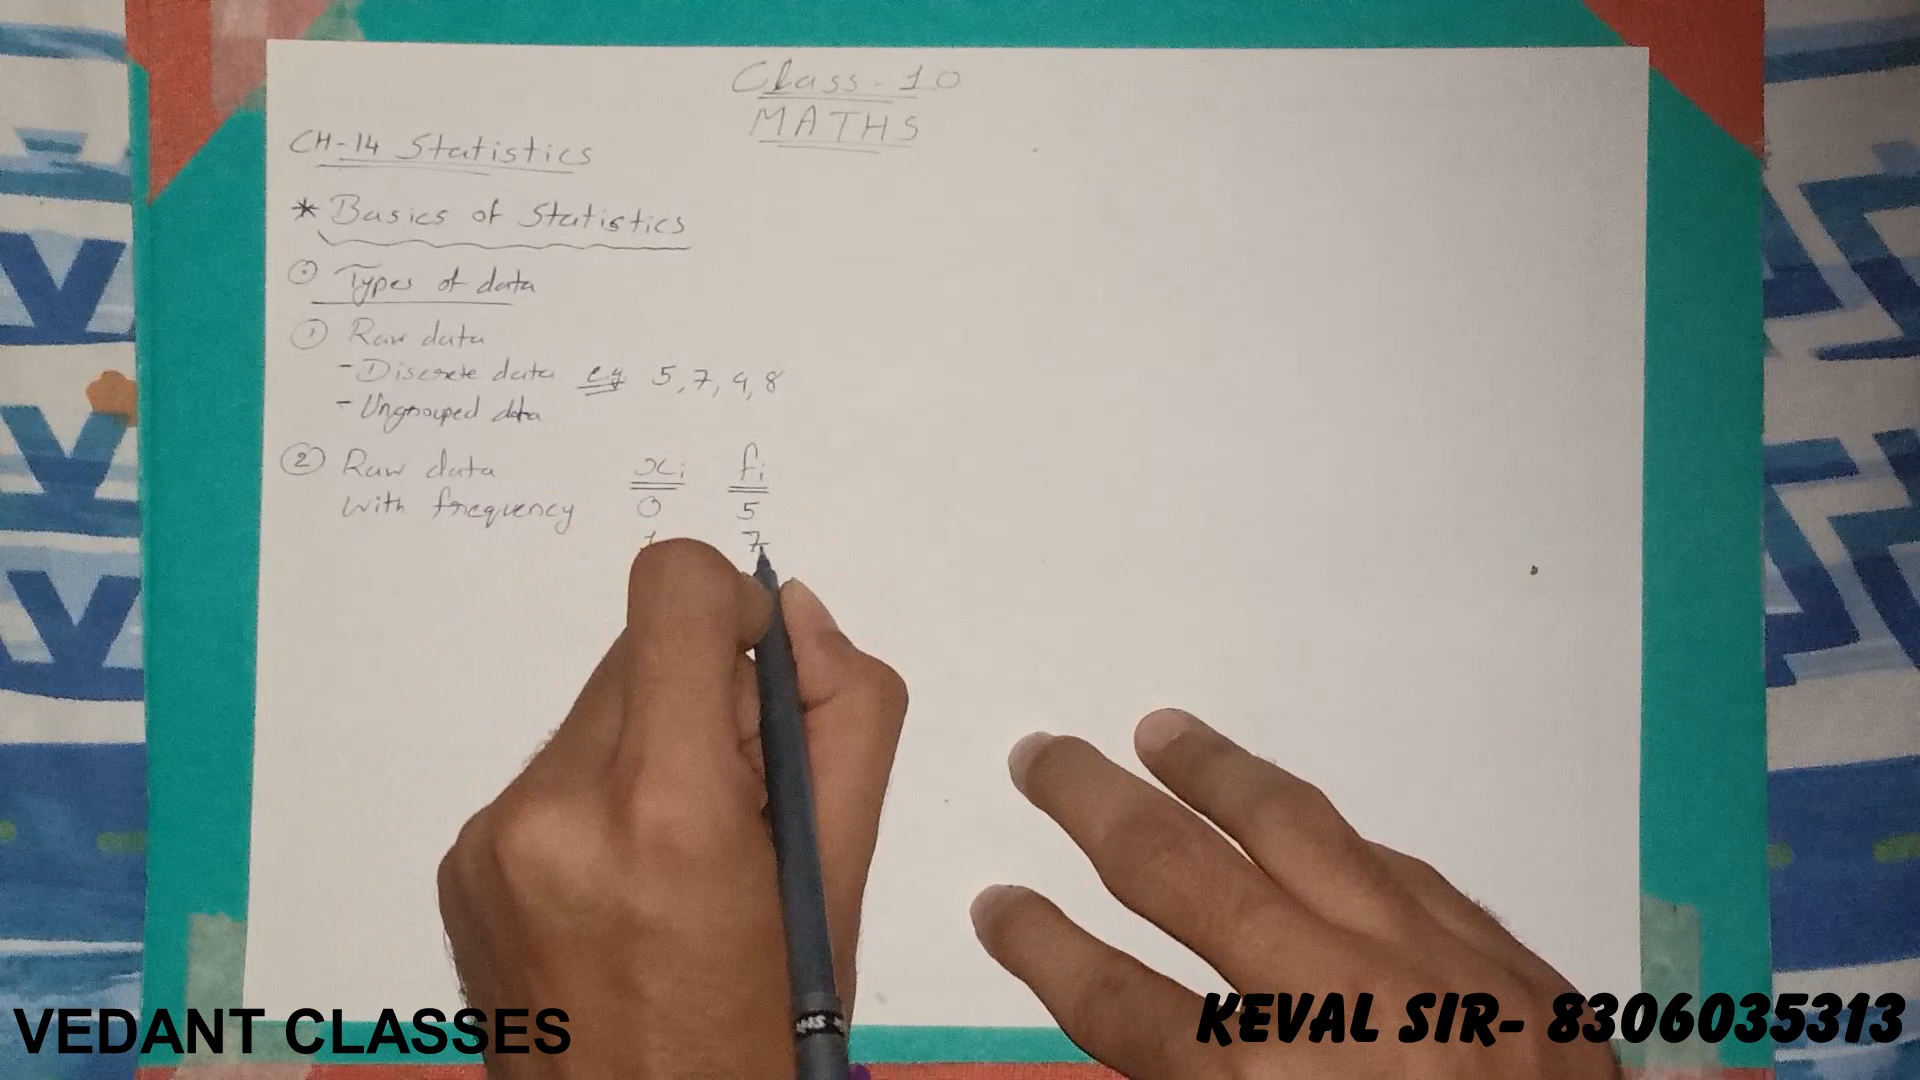 Class - 10
MATHS
CH-14 Statistics
* Basics of Statistics
Types of data
① Raw data
- Discrete data e.g. 5, 7, 9, 8
- Ungrouped data
② Raw data xi fi
with frequency 0 5
1 7
VEDANT CLASSES
KEVAL SIR- 8306035313